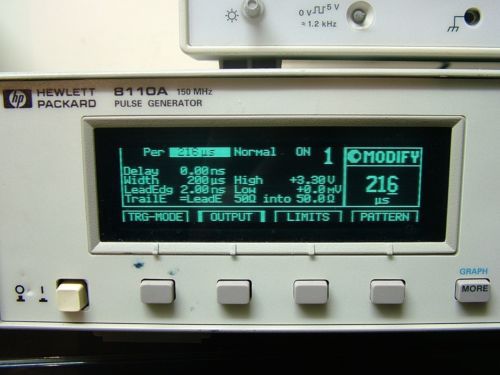 0 V 5 V
≈ 1.2 kHz
hp HEWLETT PACKARD 8110A 150 MHz
PULSE GENERATOR
Per 216µs Normal ON 1
Delay 0.00ns
Width 200µs High +3.30V
LeadEdg 2.00ns Low +0.0mV
TrailE =LeadE 50Ω into 50.0Ω
MODIFY
216
µs
TRG-MODE OUTPUT LIMITS PATTERN
GRAPH
MORE
O I